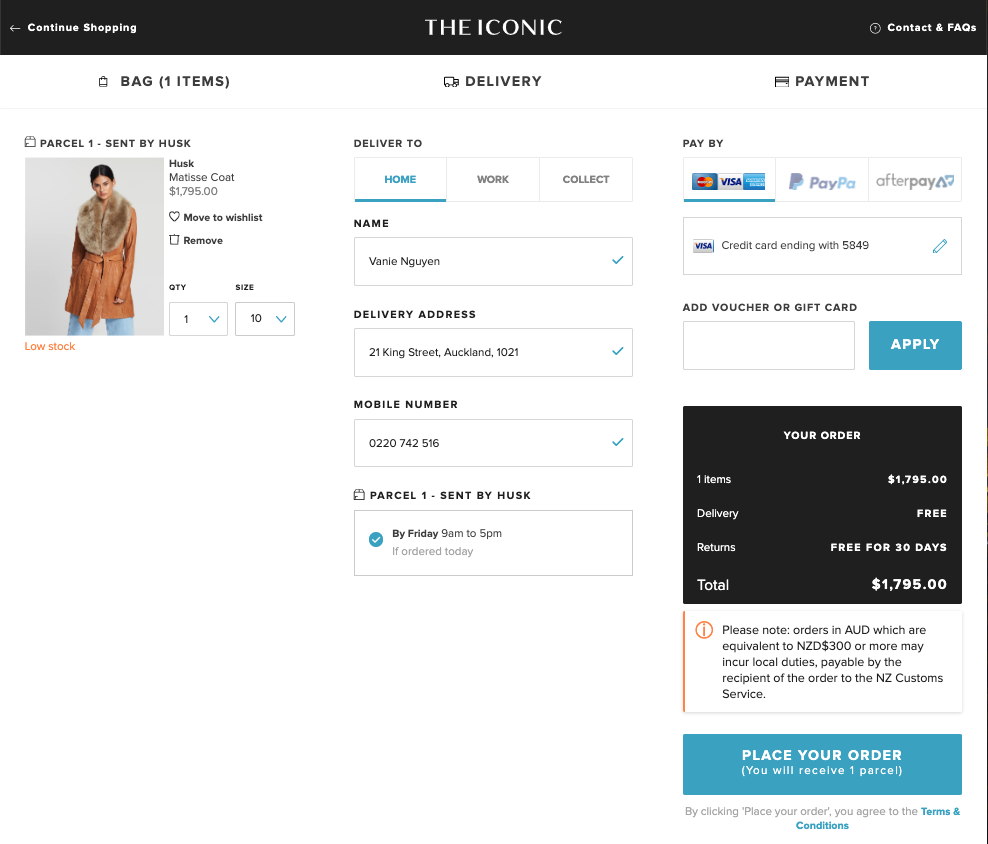 Continue Shopping
THE ICONIC
Contact & FAQs
BAG (1 ITEMS)
DELIVERY
PAYMENT
PARCEL 1 - SENT BY HUSK
Husk
Matisse Coat
$1,795.00
Move to wishlist
Remove
QTY
SIZE
1
10
Low stock
DELIVER TO
HOME
WORK
COLLECT
NAME
Vanie Nguyen
DELIVERY ADDRESS
21 King Street, Auckland, 1021
MOBILE NUMBER
0220 742 516
PARCEL 1 - SENT BY HUSK
By Friday 9am to 5pm
If ordered today
PAY BY
MasterCard
VISA
PayPal
afterpay
VISA
Credit card ending with 5849
ADD VOUCHER OR GIFT CARD
APPLY
YOUR ORDER
1 items
$1,795.00
Delivery
FREE
Returns
FREE FOR 30 DAYS
Total
$1,795.00
Please note: orders in AUD which are
equivalent to NZD$300 or more may
incur local duties, payable by the
recipient of the order to the NZ Customs
Service.
PLACE YOUR ORDER
(You will receive 1 parcel)
By clicking 'Place your order', you agree to the Terms &
Conditions